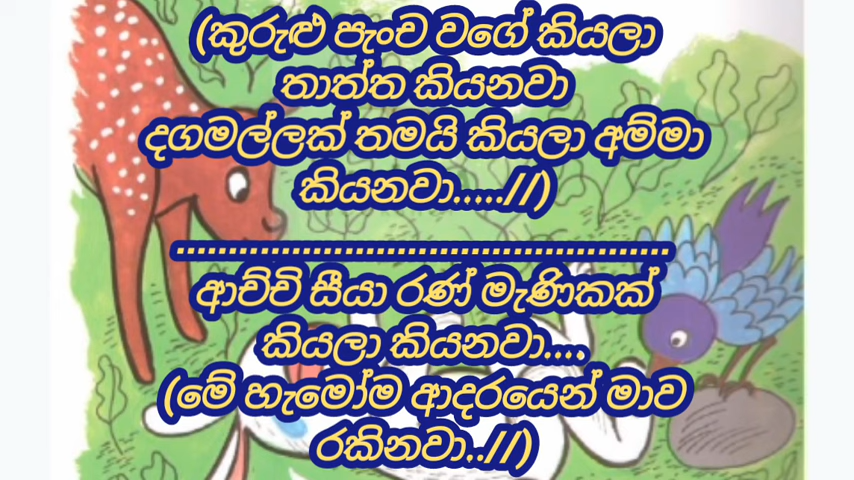 (කුරුළු පැංච වගේ කියලා
තාත්ත කියනවා
දගමල්ලක් තමයි කියලා අම්මා
කියනවා.....//)
................................................
ආච්චි සීයා රණ් මැණිකක්
කියලා කියනවා....
(මේ හැමෝම ආදරයෙන් මාව
රකිනවා..//)